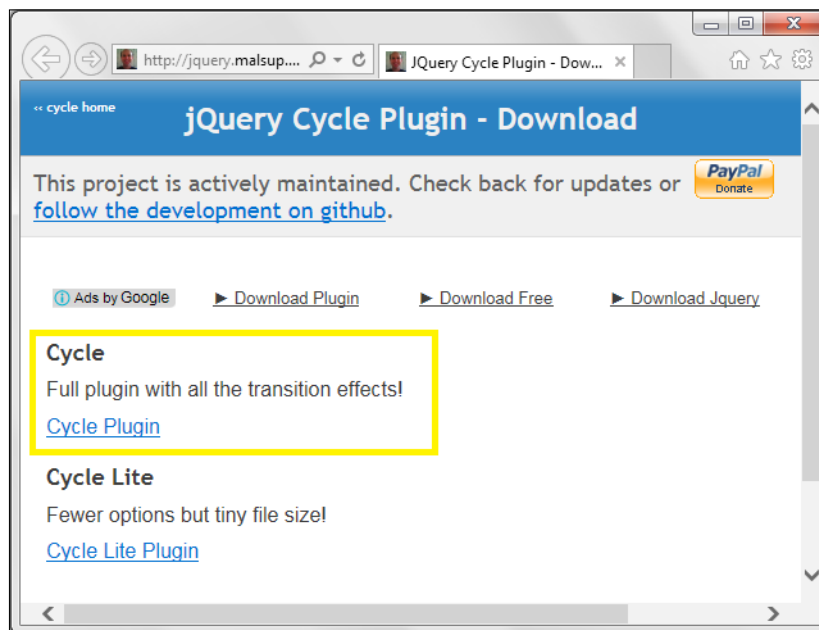 http://jquery.malsup....
JQuery Cycle Plugin - Dow...
‹‹ cycle home
jQuery Cycle Plugin - Download
This project is actively maintained. Check back for updates or
follow the development on github.
PayPal
Donate
Ads by Google ► Download Plugin ► Download Free ► Download Jquery
Cycle
Full plugin with all the transition effects!
Cycle Plugin
Cycle Lite
Fewer options but tiny file size!
Cycle Lite Plugin